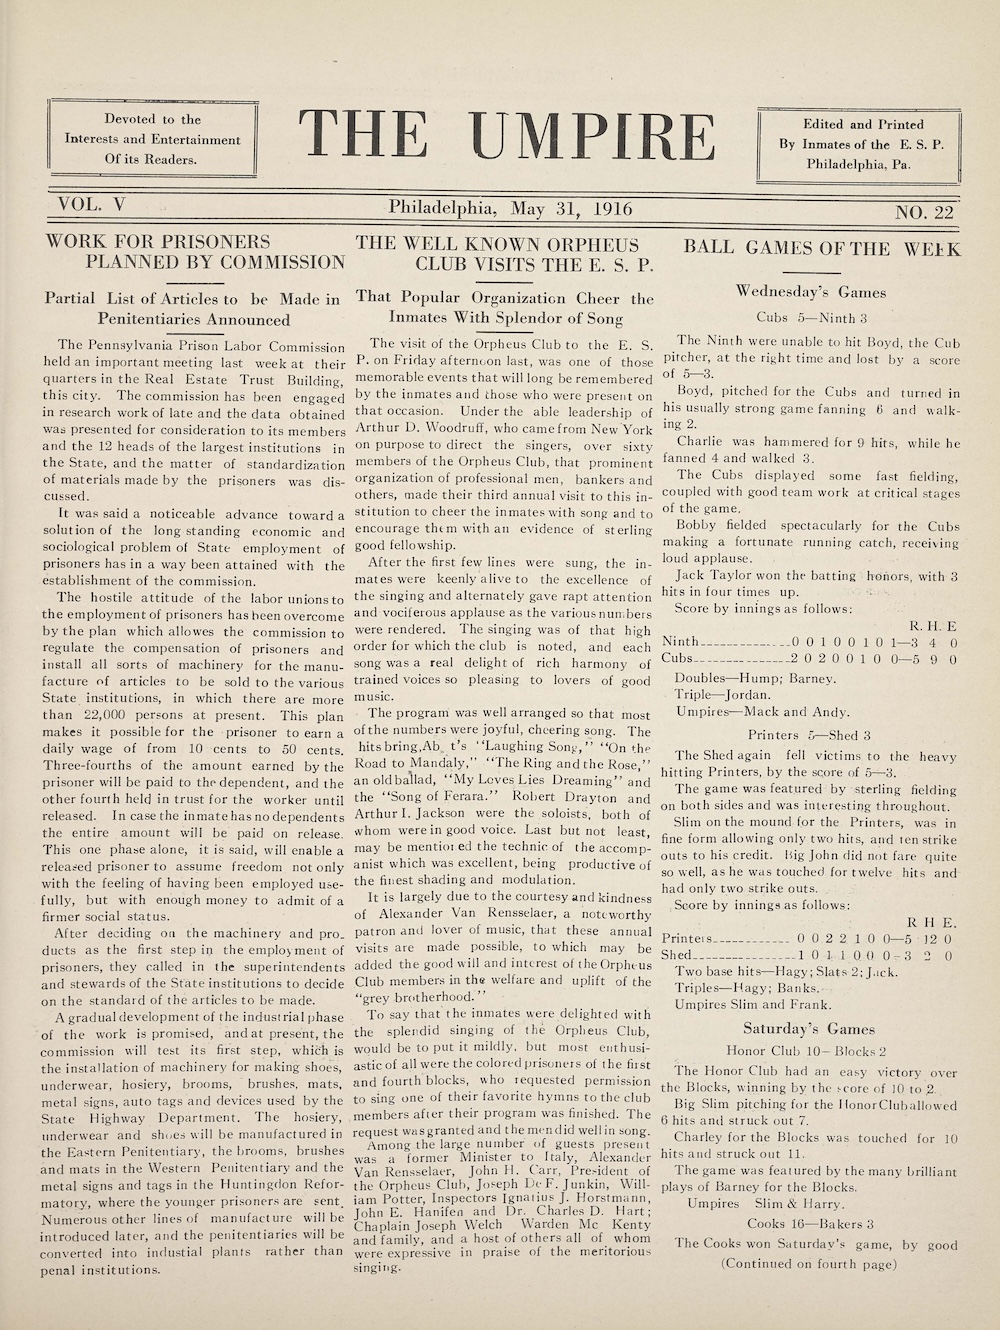 Devoted to the
Interests and Entertainment
Of its Readers.
THE UMPIRE
Edited and Printed
By Inmates of the E. S. P.
Philadelphia, Pa.
VOL. V
Philadelphia, May 31, 1916
NO. 22
WORK FOR PRISONERS
PLANNED BY COMMISSION
Partial List of Articles to be Made in
Penitentiaries Announced
The Pennsylvania Prison Labor Commission
held an important meeting last week at their
quarters in the Real Estate Trust Building,
this city. The commission has been engaged
in research work of late and the data obtained
was presented for consideration to its members
and the 12 heads of the largest institutions in
the State, and the matter of standardization
of materials made by the prisoners was dis-
cussed.
It was said a noticeable advance toward a
solution of the long standing economic and
sociological problem of State employment of
prisoners has in a way been attained with the
establishment of the commission.
The hostile attitude of the labor unions to
the employment of prisoners has been overcome
by the plan which allowes the commission to
regulate the compensation of prisoners and
install all sorts of machinery for the manu-
facture of articles to be sold to the various
State institutions, in which there are more
than 22,000 persons at present. This plan
makes it possible for the prisoner to earn a
daily wage of from 10 cents to 50 cents.
Three-fourths of the amount earned by the
prisoner will be paid to the dependent, and the
other fourth held in trust for the worker until
released. In case the inmate has no dependents
the entire amount will be paid on release.
This one phase alone, it is said, will enable a
released prisoner to assume freedom not only
with the feeling of having been employed use-
fully, but with enough money to admit of a
firmer social status.
After deciding on the machinery and pro-
ducts as the first step in the employment of
prisoners, they called in the superintendents
and stewards of the State institutions to decide
on the standard of the articles to be made.
A gradual development of the industrial phase
of the work is promised, and at present, the
commission will test its first step, which is
the installation of machinery for making shoes,
underwear, hosiery, brooms, brushes, mats,
metal signs, auto tags and devices used by the
State Highway Department. The hosiery,
underwear and shoes will be manufactured in
the Eastern Penitentiary, the brooms, brushes
and mats in the Western Penitentiary and the
metal signs and tags in the Huntingdon Refor-
matory, where the younger prisoners are sent.
Numerous other lines of manufacture will be
introduced later, and the penitentiaries will be
converted into industial plants rather than
penal institutions.
THE WELL KNOWN ORPHEUS
CLUB VISITS THE E. S. P.
That Popular Organization Cheer the
Inmates With Splendor of Song
The visit of the Orpheus Club to the E. S.
P. on Friday afternoon last, was one of those
memorable events that will long be remembered
by the inmates and those who were present on
that occasion. Under the able leadership of
Arthur D. Woodruff, who came from New York
on purpose to direct the singers, over sixty
members of the Orpheus Club, that prominent
organization of professional men, bankers and
others, made their third annual visit to this in-
stitution to cheer the inmates with song and to
encourage them with an evidence of sterling
good fellowship.
After the first few lines were sung, the in-
mates were keenly alive to the excellence of
the singing and alternately gave rapt attention
and vociferous applause as the various numbers
were rendered. The singing was of that high
order for which the club is noted, and each
song was a real delight of rich harmony of
trained voices so pleasing to lovers of good
music.
The program was well arranged so that most
of the numbers were joyful, cheering song. The
hits bring, t's "Laughing Song," "On the
Road to Mandaly," "The Ring and the Rose,"
an old ballad, "My Loves Lies Dreaming" and
the "Song of Ferara." Robert Drayton and
Arthur I. Jackson were the soloists, both of
whom were in good voice. Last but not least,
may be mentioned the technic of the accomp-
anist which was excellent, being productive of
the finest shading and modulation.
It is largely due to the courtesy and kindness
of Alexander Van Rensselaer, a noteworthy
patron and lover of music, that these annual
visits are made possible, to which may be
added the good will and interest of the Orpheus
Club members in the welfare and uplift of the
"grey brotherhood."
To say that the inmates were delighted with
the splendid singing of the Orpheus Club,
would be to put it mildly, but most enthusi-
astic of all were the colored prisoners of the first
and fourth blocks, who requested permission
to sing one of their favorite hymns to the club
members after their program was finished. The
request was granted and the men did well in song.
Among the large number of guests present
was a former Minister to Italy, Alexander
Van Rensselaer, John H. Carr, President of
the Orpheus Club, Joseph De F. Junkin, Will-
iam Potter, Inspectors Ignatius J. Horstmann,
John E. Hanifen and Dr. Charles D. Hart;
Chaplain Joseph Welch Warden Mc Kenty
and family, and a host of others all of whom
were expressive in praise of the meritorious
singing.
BALL GAMES OF THE WEEK
Wednesday's Games
Cubs 5—Ninth 3
The Ninth were unable to hit Boyd, the Cub
pitcher, at the right time and lost by a score
of 5—3.
Boyd, pitched for the Cubs and turned in
his usually strong game fanning 6 and walk-
ing 2.
Charlie was hammered for 9 hits, while he
fanned 4 and walked 3.
The Cubs displayed some fast fielding,
coupled with good team work at critical stages
of the game.
Bobby fielded spectacularly for the Cubs
making a fortunate running catch, receiving
loud applause.
Jack Taylor won the batting honors, with 3
hits in four times up.
Score by innings as follows:
R. H. E
Ninth-------------0 0 1 0 0 1 0 1—3 4 0
Cubs--------------2 0 2 0 0 1 0 0—5 9 0
Doubles—Hump; Barney.
Triple—Jordan.
Umpires—Mack and Andy.
Printers 5—Shed 3
The Shed again fell victims to the heavy
hitting Printers, by the score of 5—3.
The game was featured by sterling fielding
on both sides and was interesting throughout.
Slim on the mound for the Printers, was in
fine form allowing only two hits, and ten strike
outs to his credit. Big John did not fare quite
so well, as he was touched for twelve hits and
had only two strike outs.
Score by innings as follows:
R H E.
Printers----------- 0 0 2 2 1 0 0—5 12 0
Shed---------------1 0 1 1 0 0 0—3 2 0
Two base hits—Hagy; Slats 2; Jack.
Triples—Hagy; Banks.
Umpires Slim and Frank.
Saturday's Games
Honor Club 10—Blocks 2
The Honor Club had an easy victory over
the Blocks, winning by the score of 10 to 2.
Big Slim pitching for the Honor Club allowed
6 hits and struck out 7.
Charley for the Blocks was touched for 10
hits and struck out 11.
The game was featured by the many brilliant
plays of Barney for the Blocks.
Umpires Slim & Harry.
Cooks 16—Bakers 3
The Cooks won Saturday's game, by good
(Continued on fourth page)